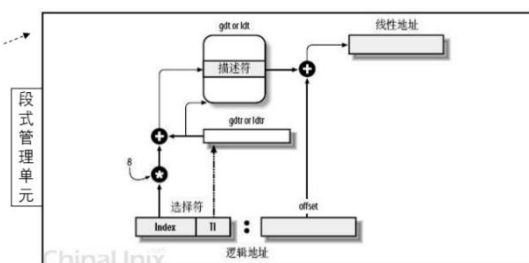 gdt or ldt
线性地址
描述符
段式管理单元
gdtr or ldtr
8
选择符
offset
Index
TI
:
逻辑地址
ChinaUnix